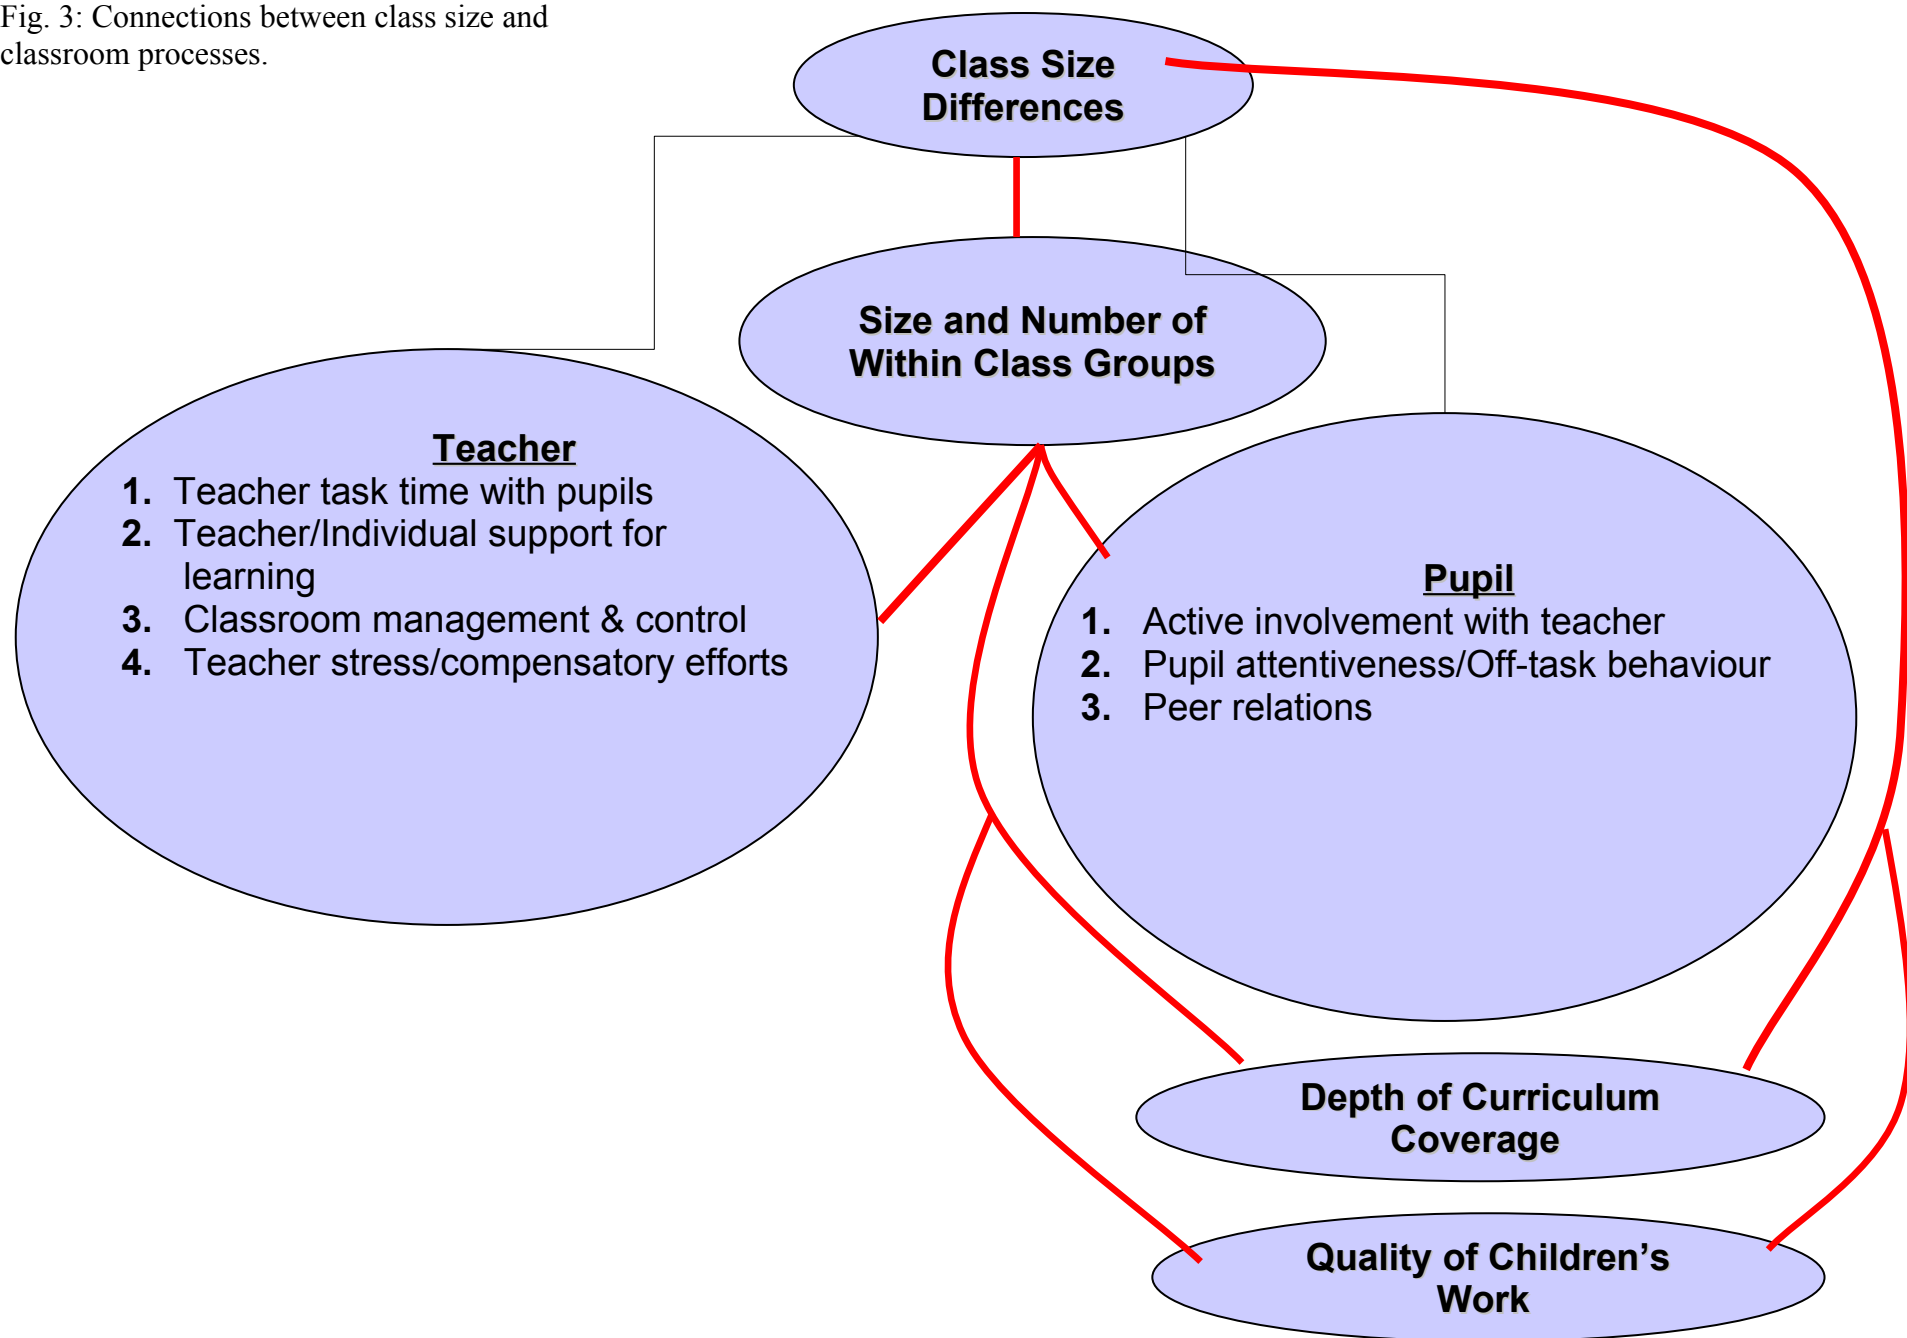 Fig. 3: Connections between class size and
classroom processes.
Class Size
Differences
Size and Number of
Within Class Groups
Teacher
1. Teacher task time with pupils
2. Teacher/Individual support for
learning
3. Classroom management & control
4. Teacher stress/compensatory efforts
Pupil
1. Active involvement with teacher
2. Pupil attentiveness/Off-task behaviour
3. Peer relations
Depth of Curriculum
Coverage
Quality of Children’s
Work